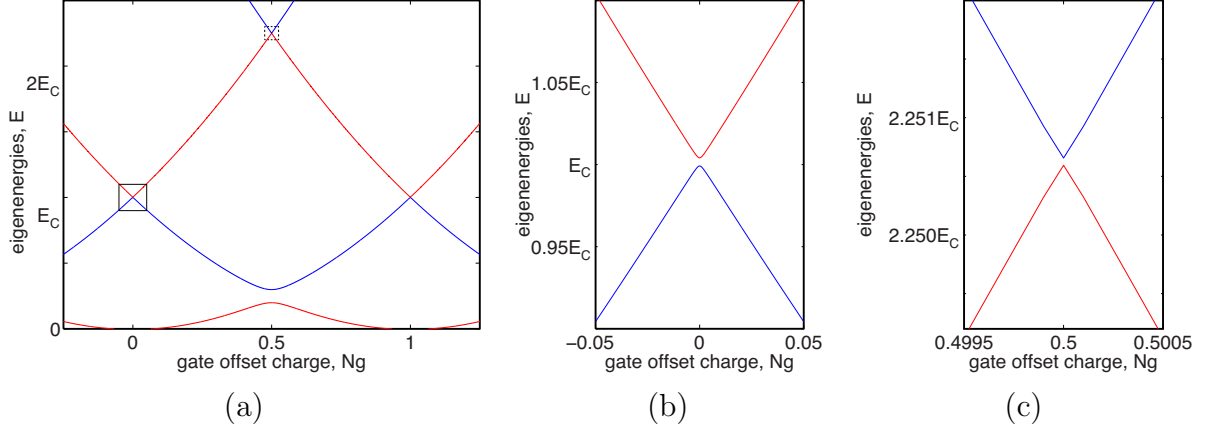 eigenenergies, E
2E_C
E_C
0
0
0.5
1
gate offset charge, Ng
(a)
eigenenergies, E
1.05E_C
E_C
0.95E_C
−0.05
0
0.05
gate offset charge, Ng
(b)
eigenenergies, E
2.251E_C
2.250E_C
0.4995
0.5
0.5005
gate offset charge, Ng
(c)